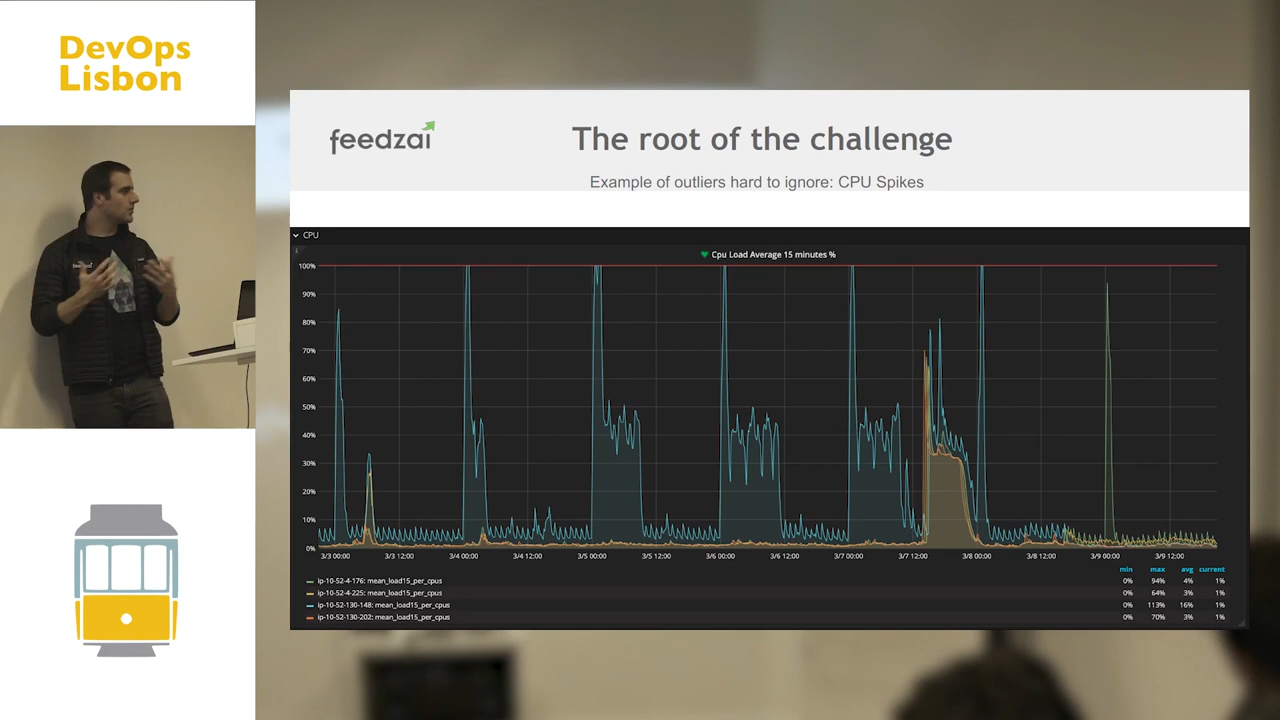 DevOps
Lisbon
feedzai
The root of the challenge
Example of outliers hard to ignore: CPU Spikes
CPU
Cpu Load Average 15 minutes %
100%
90%
80%
70%
60%
50%
40%
30%
20%
10%
0%
3/3 00:00 3/3 12:00 3/4 00:00 3/4 12:00 3/5 00:00 3/5 12:00 3/6 00:00 3/6 12:00 3/7 00:00 3/7 12:00 3/8 00:00 3/8 12:00 3/9 00:00 3/9 12:00
min max avg current
ip-10-52-4-176: mean_load15_per_cpus 0% 94% 4% 1%
ip-10-52-4-225: mean_load15_per_cpus 0% 64% 3% 1%
ip-10-52-130-148: mean_load15_per_cpus 0% 113% 16% 1%
ip-10-52-130-202: mean_load15_per_cpus 0% 70% 3% 1%